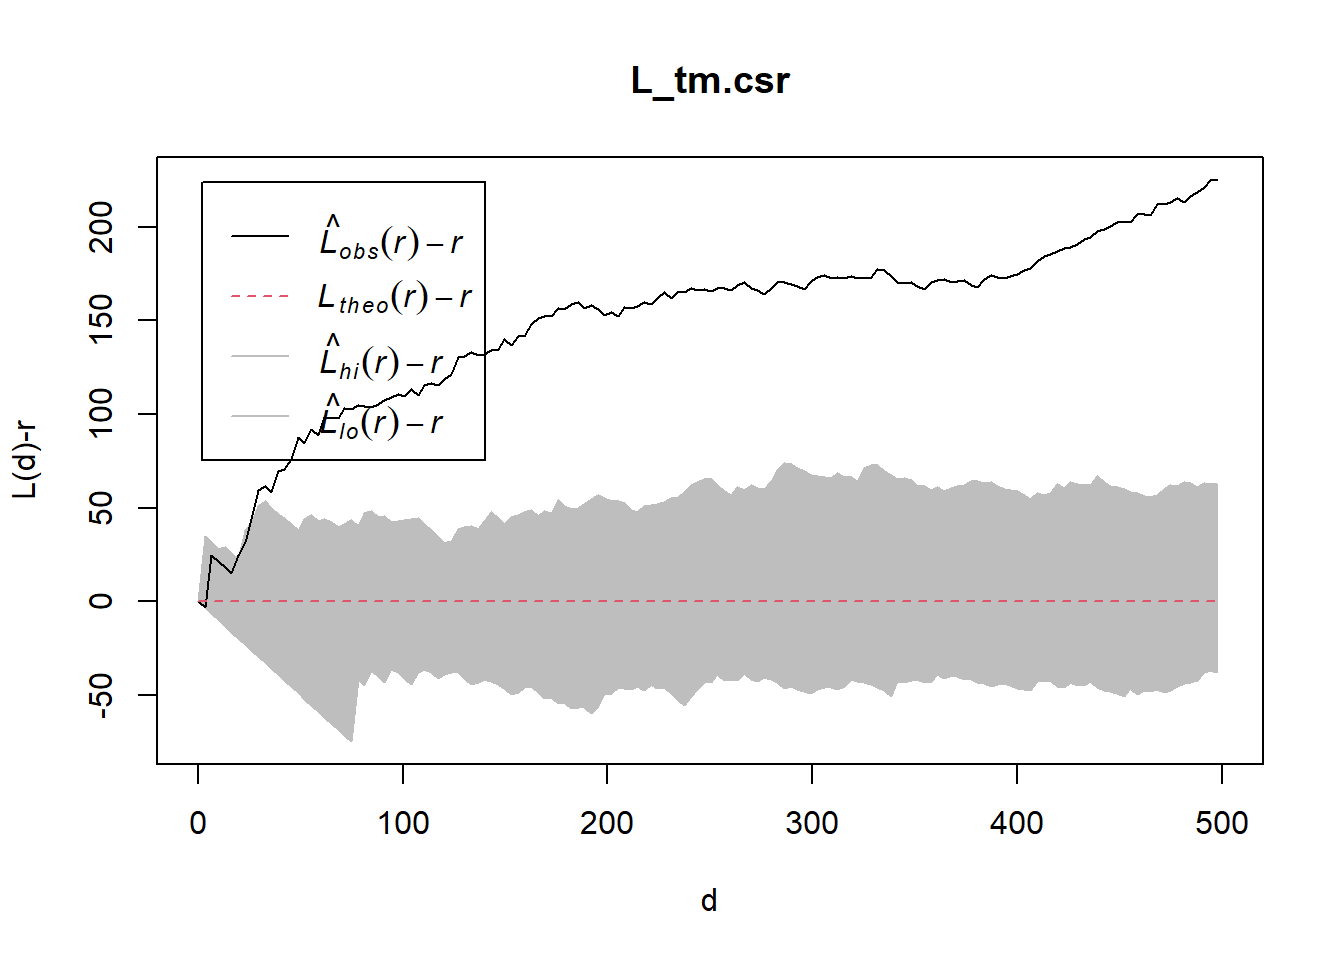 L_tm.csr
L(d)-r
200
150
100
50
0
-50
L̂obs(r) – r
Ltheo(r) – r
L̂hi(r) – r
L̂lo(r) – r
0 100 200 300 400 500
d